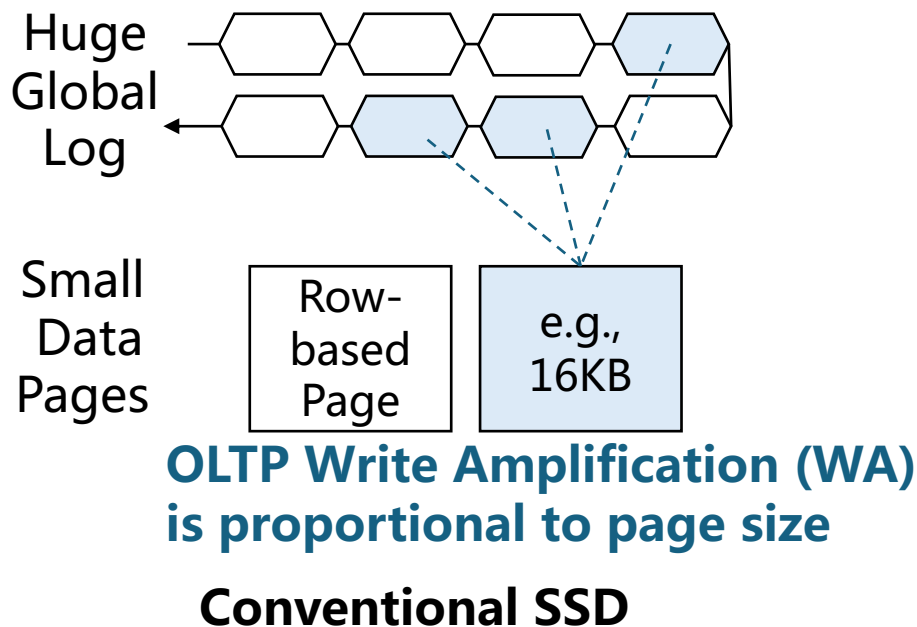 Huge
Global
Log
Small
Data
Pages
Row-
based
Page
e.g.,
16KB
OLTP Write Amplification (WA)
is proportional to page size
Conventional SSD